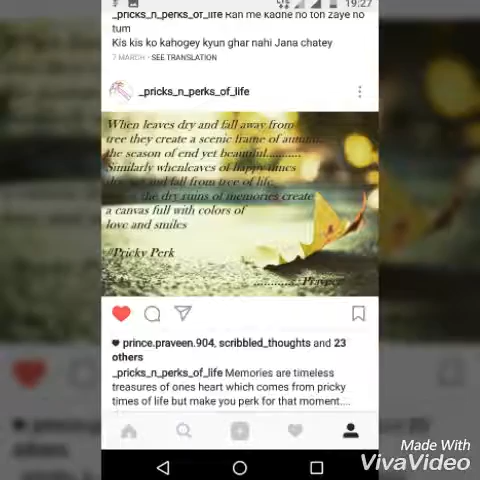 19:27
_pricks_n_perks_of_life Ran me kadhe no toh zaye ho
tum
Kis kis ko kahogey kyun ghar nahi Jana chatey
7 MARCH · SEE TRANSLATION
_pricks_n_perks_of_life
When leaves dry and fall away from
tree they create a scenic frame of autumn
the season of end yet beautiful...........
Similarly whenleaves of happy times
dry out and fall from tree of life
the dry ruins of memories create
a canvas full with colors of
love and smiles
#Pricky Perk
.............. Praveen
prince.praveen.904, scribbled_thoughts and 23
others
_pricks_n_perks_of_life Memories are timeless
treasures of ones heart which comes from pricky
times of life but make you perk for that moment....
Made With
VivaVideo